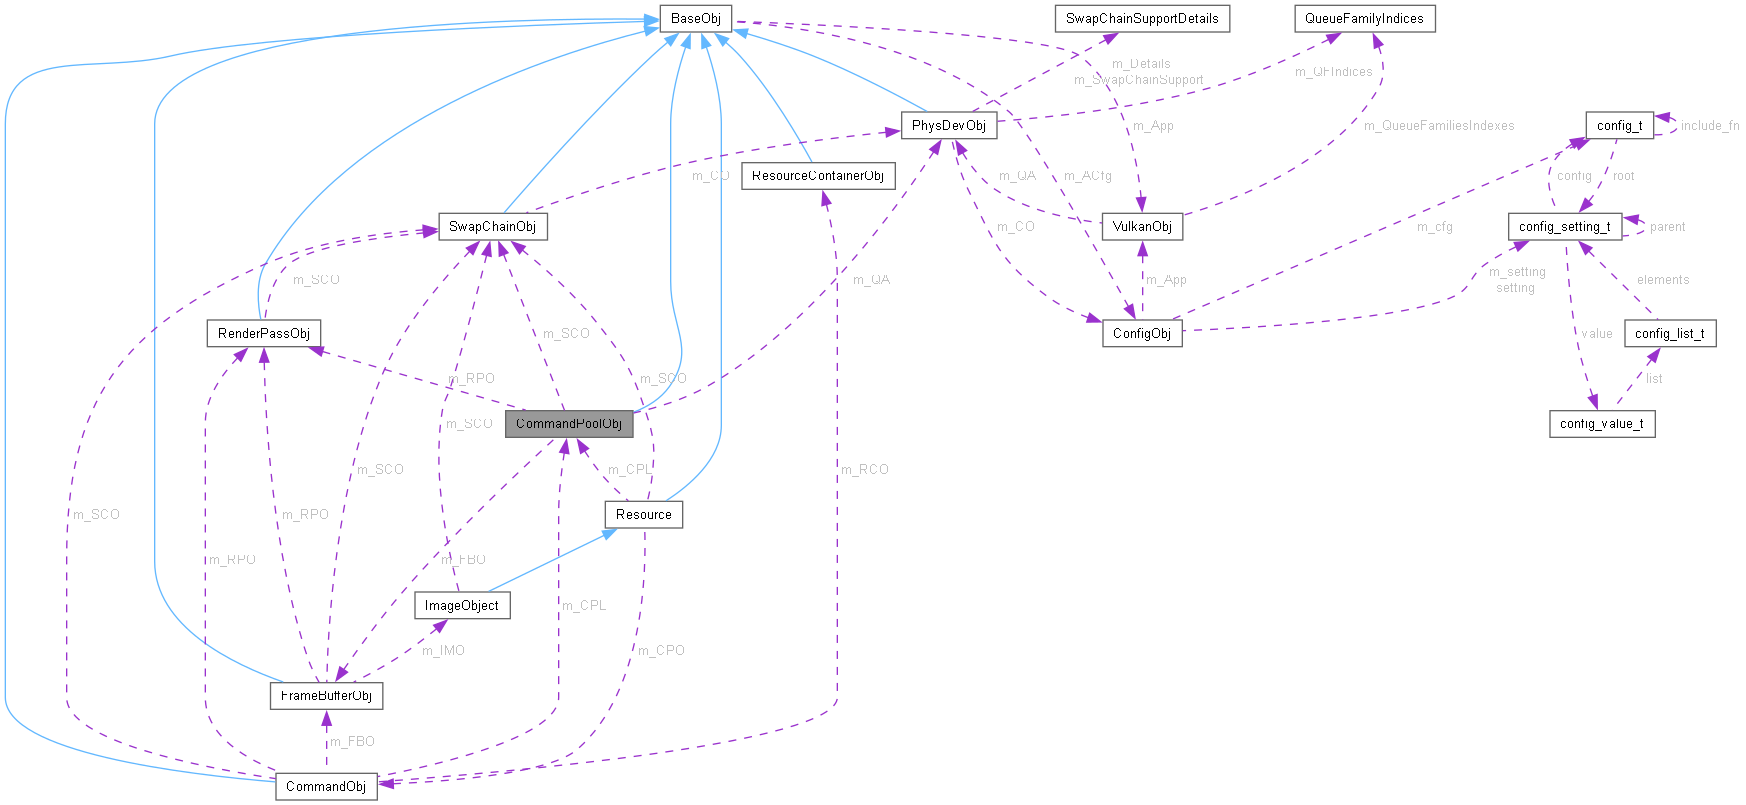 BaseObj
SwapChainSupportDetails
QueueFamilyIndices
m_Details
m_SwapChainSupport
m_QFIndices
PhysDevObj
m_App
m_QueueFamiliesIndexes
config_t
include_fn
m_CO
ResourceContainerObj
m_QA
m_ACfg
config
root
SwapChainObj
m_CO
VulkanObj
m_cfg
config_setting_t
parent
m_SCO
m_QA
m_App
m_setting
setting
elements
RenderPassObj
m_SCO
ConfigObj
value
config_list_t
m_RPO
m_SCO
list
m_SCO
CommandPoolObj
config_value_t
m_SCO
m_CPL
m_RCO
m_SCO
m_RPO
Resource
m_RPO
m_FBO
ImageObject
m_CPL
m_IMO
m_CPO
FrameBufferObj
m_FBO
CommandObj